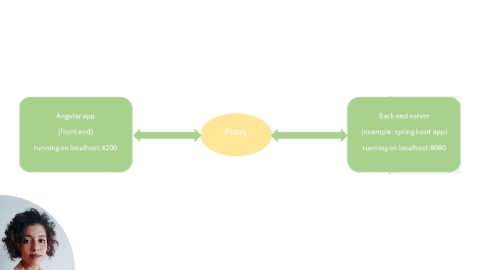 Angular app
(front end)
running on localhost:4200
Proxy
Back end server
(example: spring boot app)
running on localhost:8080